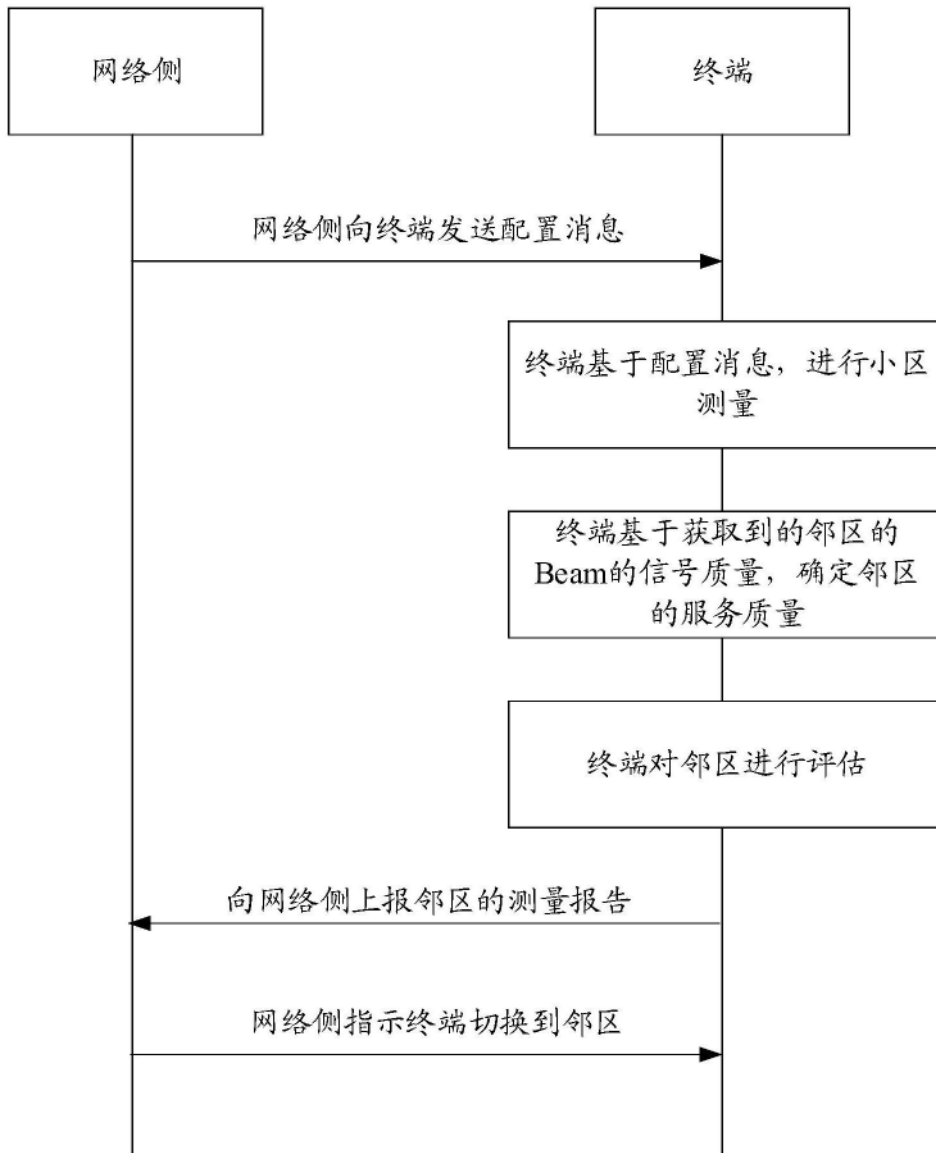 网络侧
终端
网络侧向终端发送配置消息
终端基于配置消息，进行小区
测量
终端基于获取到的邻区的
Beam的信号质量，确定邻区
的服务质量
终端对邻区进行评估
向网络侧上报邻区的测量报告
网络侧指示终端切换到邻区